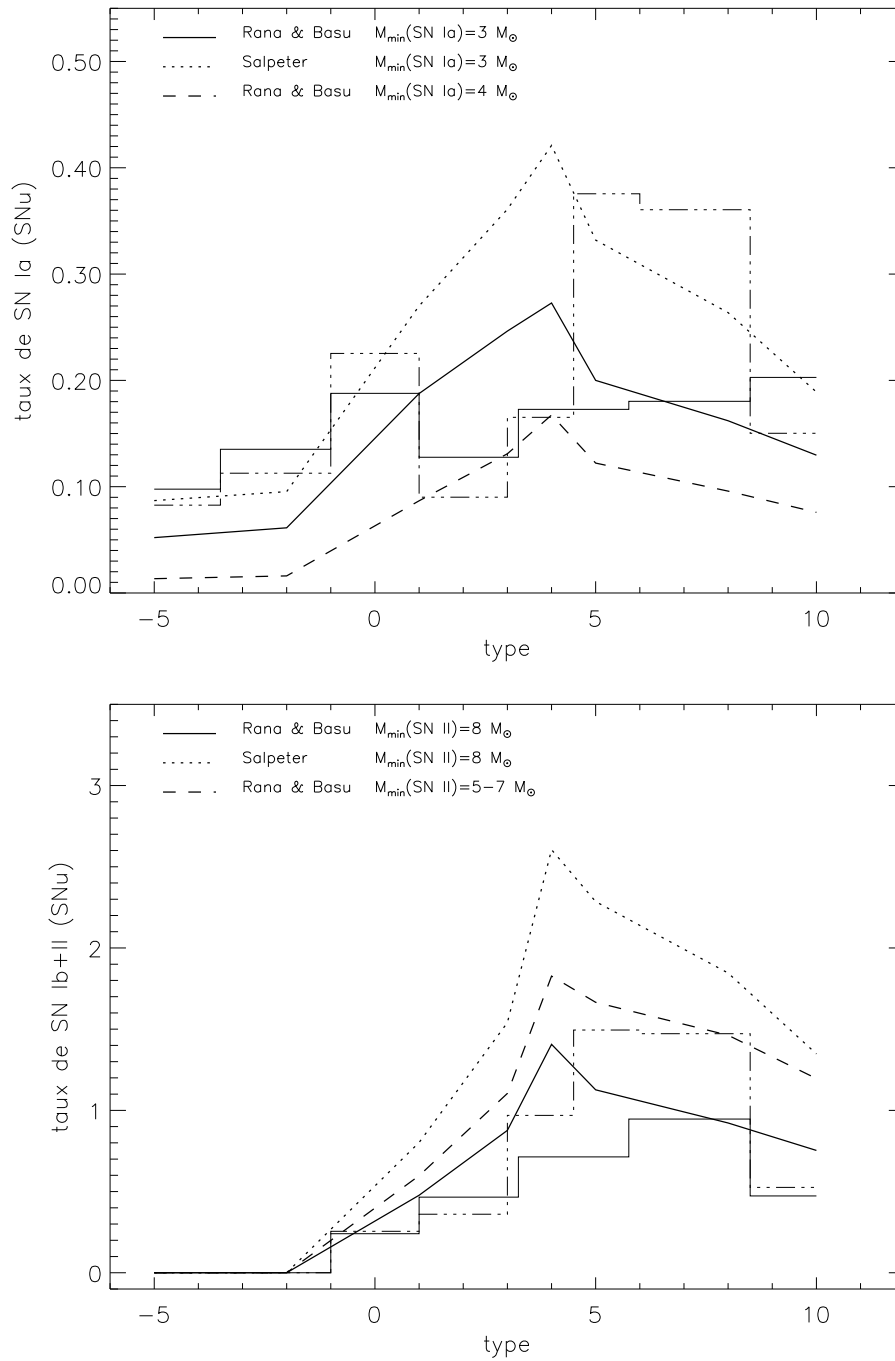 Rana & Basu M_min(SN Ia)=3 M_⊙
Salpeter M_min(SN Ia)=3 M_⊙
Rana & Basu M_min(SN Ia)=4 M_⊙
taux de SN Ia (SNu)
0.50
0.40
0.30
0.20
0.10
0.00
−5 0 5 10
type
Rana & Basu M_min(SN II)=8 M_⊙
Salpeter M_min(SN II)=8 M_⊙
Rana & Basu M_min(SN II)=5−7 M_⊙
taux de SN Ib+II (SNu)
3
2
1
0
−5 0 5 10
type